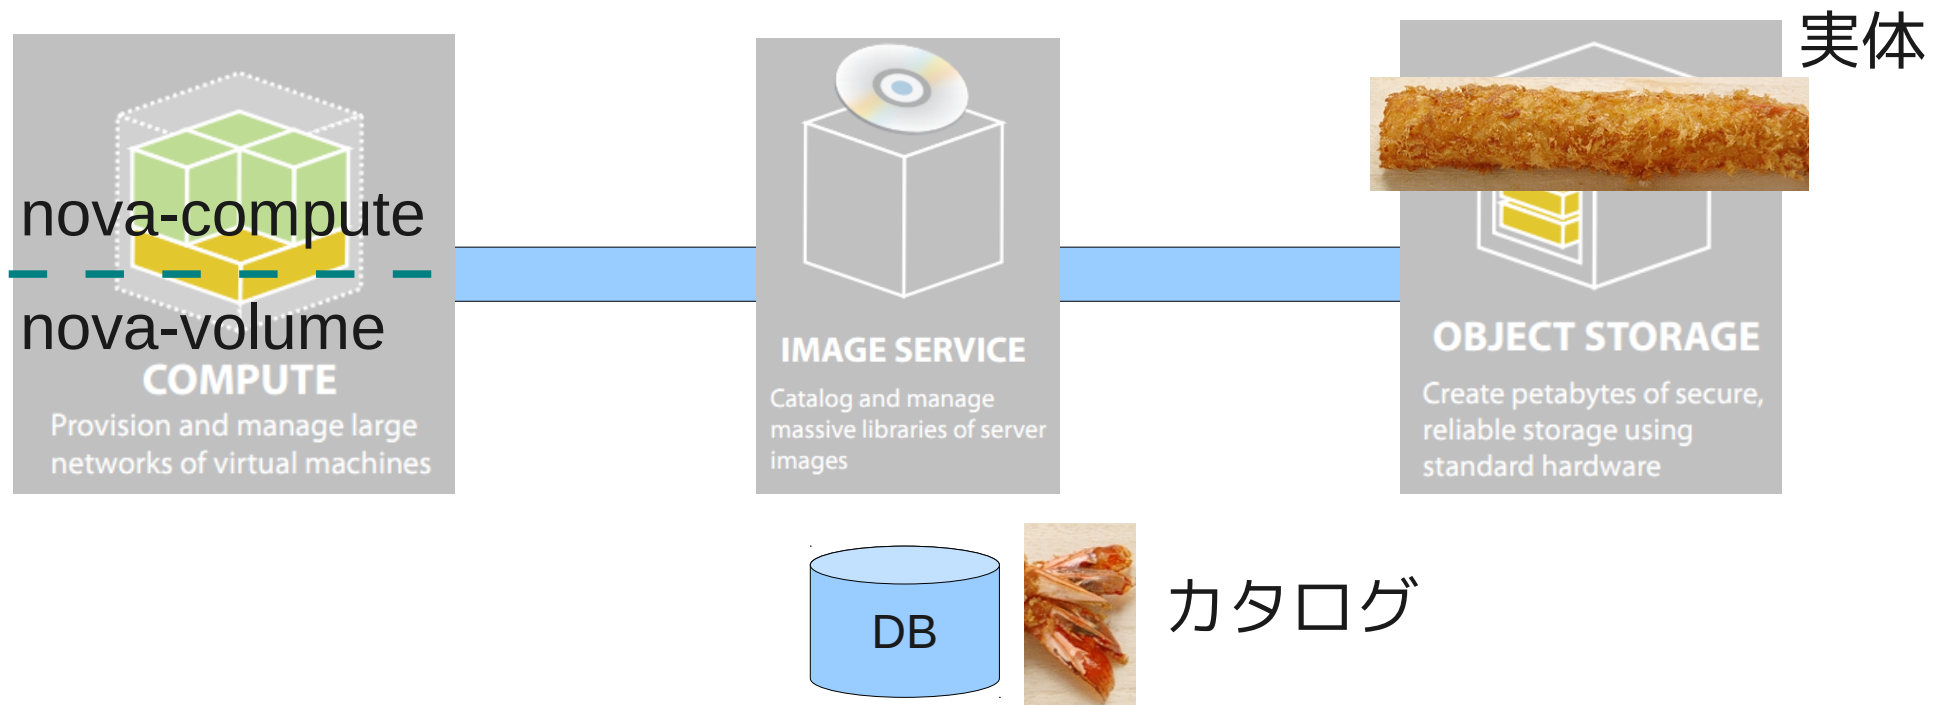 nova-compute
nova-volume
COMPUTE
Provision and manage large
networks of virtual machines
IMAGE SERVICE
Catalog and manage
massive libraries of server
images
実体
OBJECT STORAGE
Create petabytes of secure,
reliable storage using
standard hardware
DB
カタログ